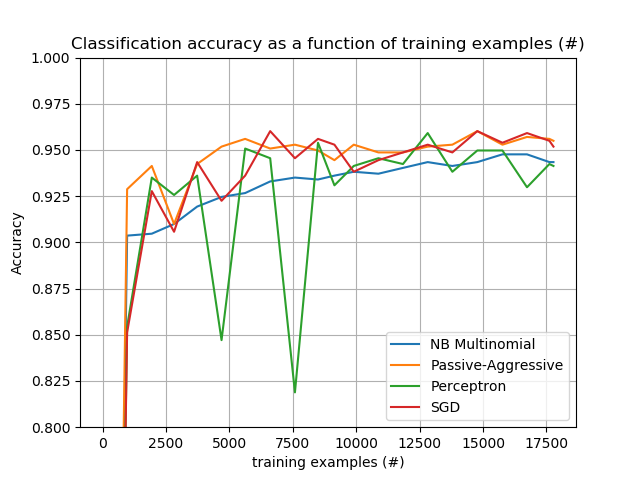 Classification accuracy as a function of training examples (#)
1.000
0.975
0.950
0.925
0.900
0.875
0.850
0.825
0.800
Accuracy
NB Multinomial
Passive-Aggressive
Perceptron
SGD
0 2500 5000 7500 10000 12500 15000 17500
training examples (#)